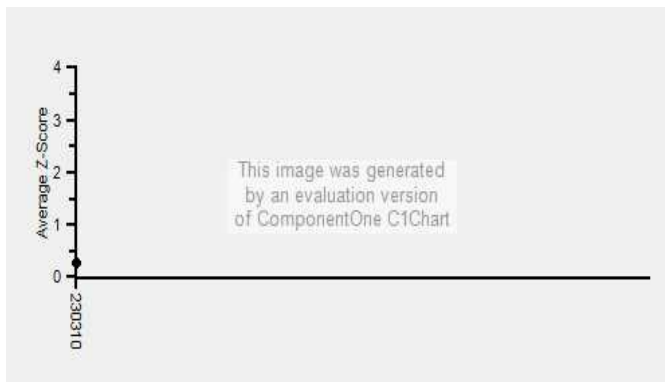 4
3
2
1
0
Average Z-Score
This image was generated
by an evaluation version
of ComponentOne C1Chart
230310